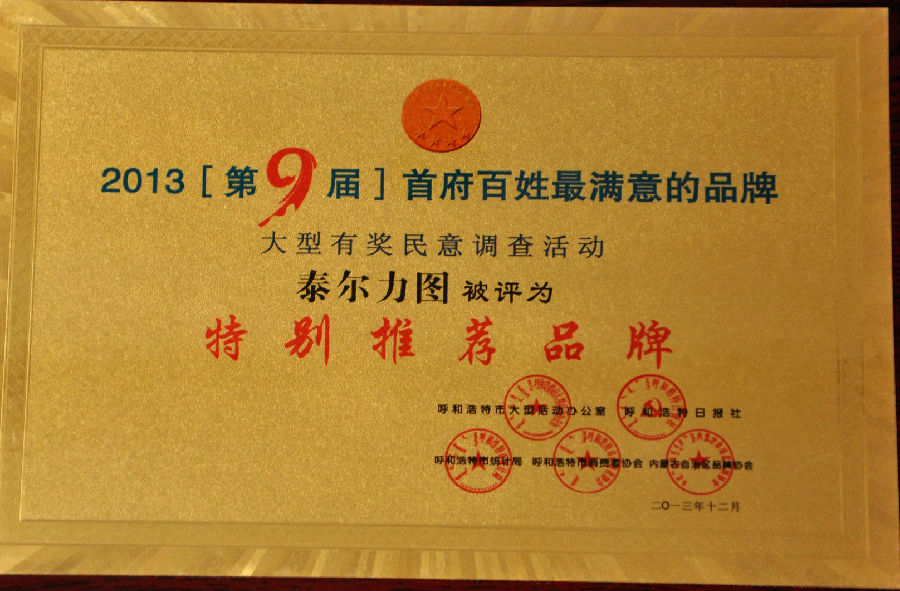 2013［第9届］首府百姓最满意的品牌
大型有奖民意调查活动
泰尔力图 被评为
特别推荐品牌
呼和浩特市大型活动办公室 呼和浩特日报社
呼和浩特市统计局 呼和浩特市消费者协会 内蒙古自治区品牌协会
二〇一三年十二月